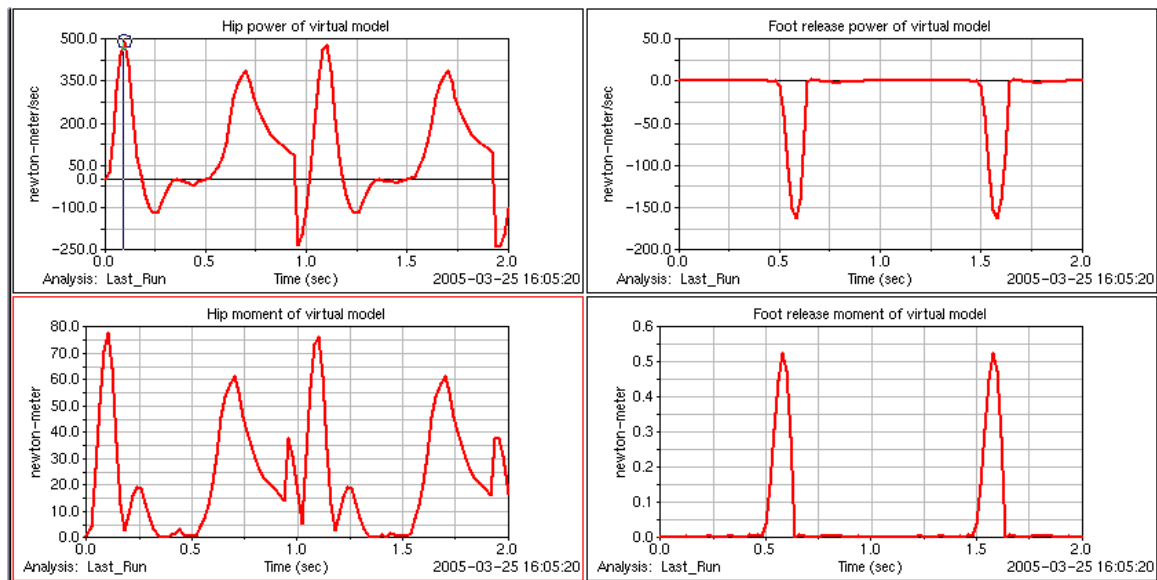 Hip power of virtual model
newton-meter/sec
500.0
350.0
200.0
50.0
0.0
-100.0
-250.0
0.0 0.5 1.0 1.5 2.0
Analysis: Last_Run Time (sec) 2005-03-25 16:05:20
Foot release power of virtual model
newton-meter/sec
50.0
0.0
-50.0
-100.0
-150.0
-200.0
0.0 0.5 1.0 1.5 2.0
Analysis: Last_Run Time (sec) 2005-03-25 16:05:20
Hip moment of virtual model
newton-meter
80.0
70.0
60.0
50.0
40.0
30.0
20.0
10.0
0.0
0.0 0.5 1.0 1.5 2.0
Analysis: Last_Run Time (sec) 2005-03-25 16:05:20
Foot release moment of virtual model
newton-meter
0.6
0.5
0.4
0.3
0.2
0.1
0.0
0.0 0.5 1.0 1.5 2.0
Analysis: Last_Run Time (sec) 2005-03-25 16:05:20